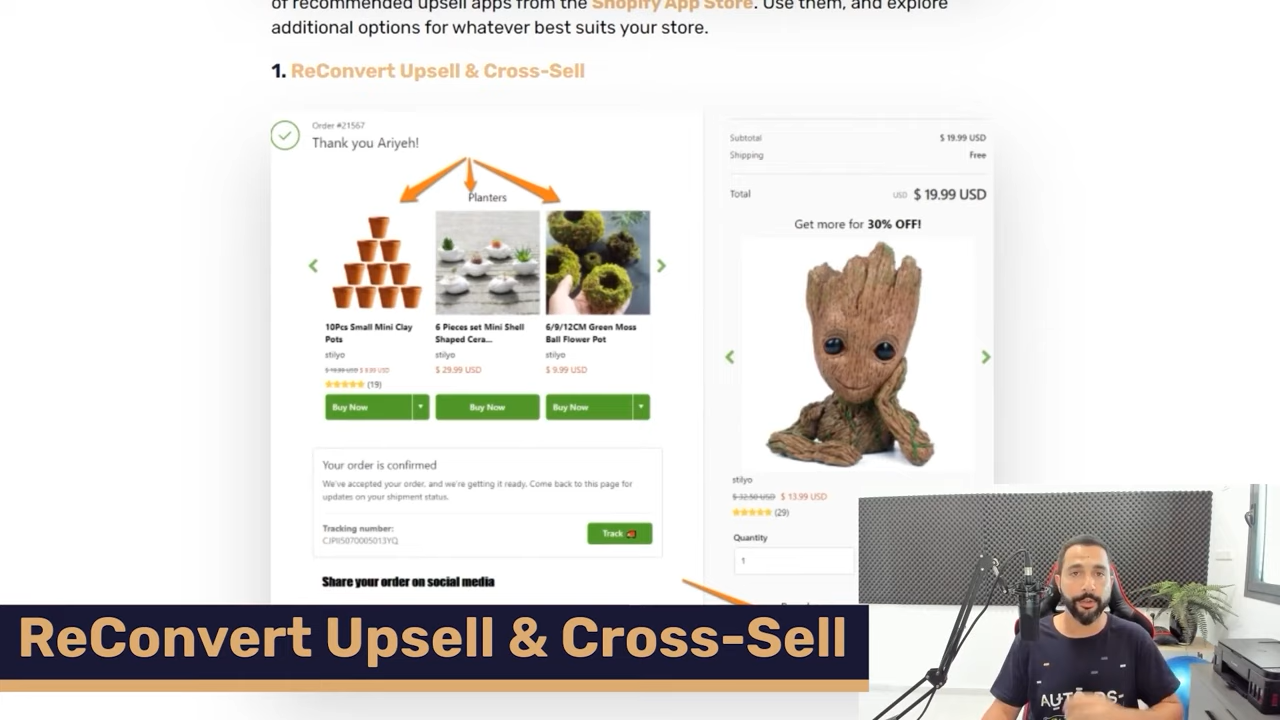 of recommended upsell apps from the Shopify App Store. Use them, and explore
additional options for whatever best suits your store.
1. ReConvert Upsell & Cross-Sell
Order #21567
Thank you Ariyeh!
Planters
10Pcs Small Mini Clay
Pots
stilyo
(19)
Buy Now
6 Pieces set Mini Shell
Shaped Cera...
stilyo
$ 29.99 USD
Buy Now
6/9/12CM Green Moss
Ball Flower Pot
stilyo
$ 9.99 USD
Buy Now
Your order is confirmed
We've accepted your order, and we're getting it ready. Come back to this page for
updates on your shipment status.
Tracking number:
Track
Share your order on social media
Subtotal $ 19.99 USD
Shipping Free
Total USD $ 19.99 USD
Get more for 30% OFF!
stilyo
$ 32.50 USD $ 13.99 USD
(29)
Quantity
1
ReConvert Upsell & Cross-Sell